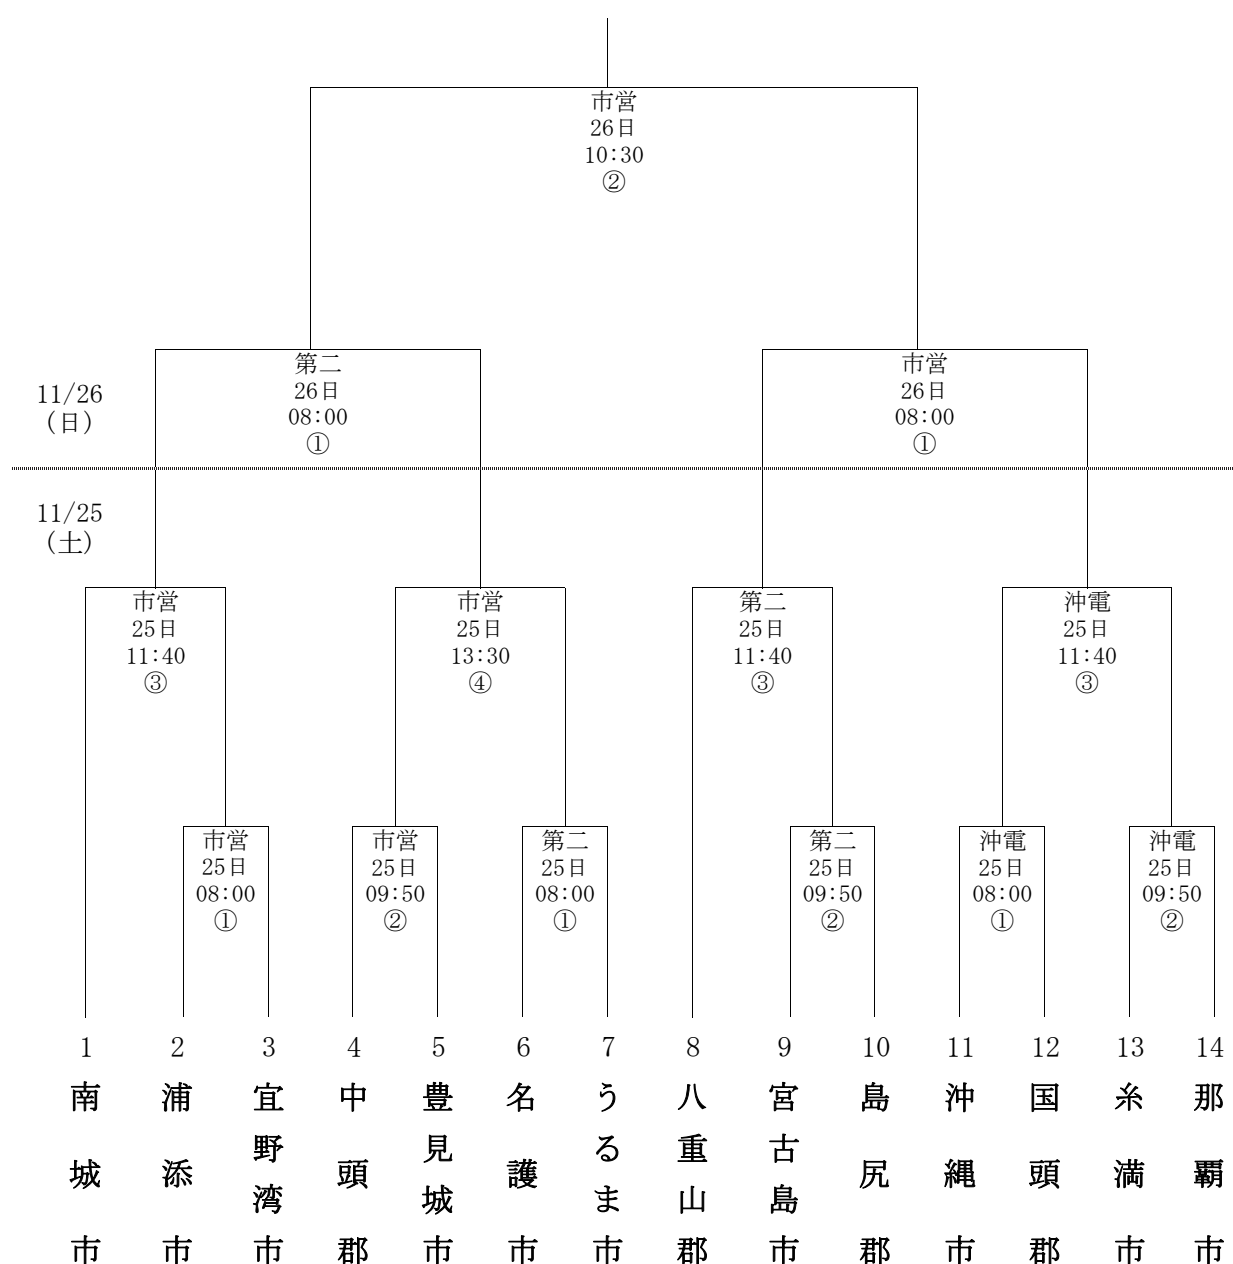 市営
26日
10:30
②
第二
26日
08:00
①
市営
26日
08:00
①
11/26
(日)
11/25
(土)
市営
25日
11:40
③
市営
25日
13:30
④
第二
25日
11:40
③
沖電
25日
11:40
③
市営
25日
08:00
①
市営
25日
09:50
②
第二
25日
08:00
①
第二
25日
09:50
②
沖電
25日
08:00
①
沖電
25日
09:50
②
1
南城市
2
浦添市
3
宜野湾市
4
中頭郡
5
豊見城市
6
名護市
7
うるま市
8
八重山郡
9
宮古島市
10
島尻郡
11
沖縄市
12
国頭郡
13
糸満市
14
那覇市